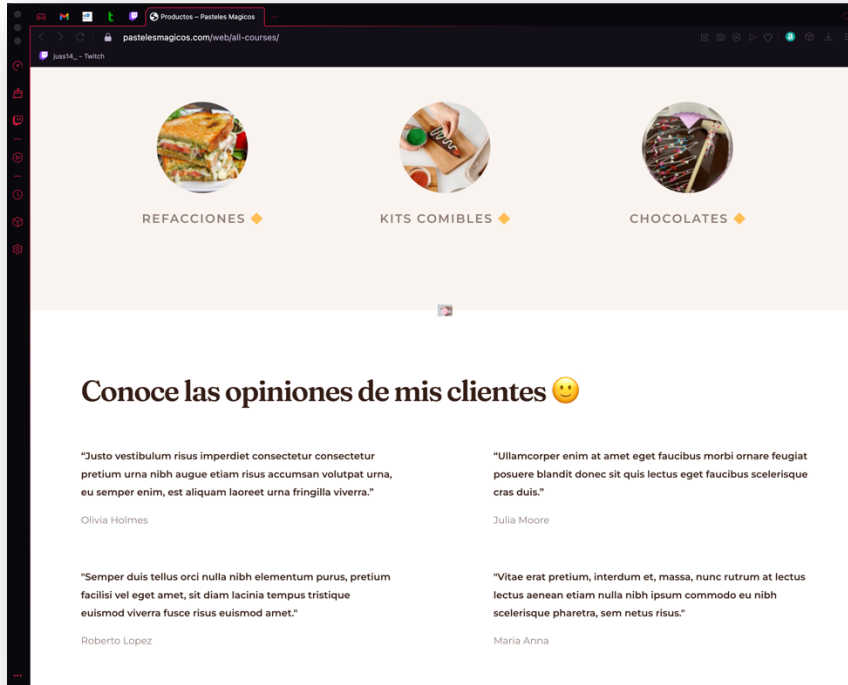 Productos – Pasteles Magicos
pastelesmagicos.com/web/all-courses/
juss14_ - Twitch
REFACCIONES
KITS COMIBLES
CHOCOLATES
Conoce las opiniones de mis clientes 🙂
“Justo vestibulum risus imperdiet consectetur consectetur
pretium urna nibh augue etiam risus accumsan volutpat urna,
eu semper enim, est aliquam laoreet urna fringilla viverra.”
Olivia Holmes
“Ullamcorper enim at amet eget faucibus morbi ornare feugiat
posuere blandit donec sit quis lectus eget faucibus scelerisque
cras duis.”
Julia Moore
"Semper duis tellus orci nulla nibh elementum purus, pretium
facilisi vel eget amet, sit diam lacinia tempus tristique
euismod viverra fusce risus euismod amet."
Roberto Lopez
"Vitae erat pretium, interdum et, massa, nunc rutrum at lectus
lectus aenean etiam nulla nibh ipsum commodo eu nibh
scelerisque pharetra, sem netus risus."
Maria Anna